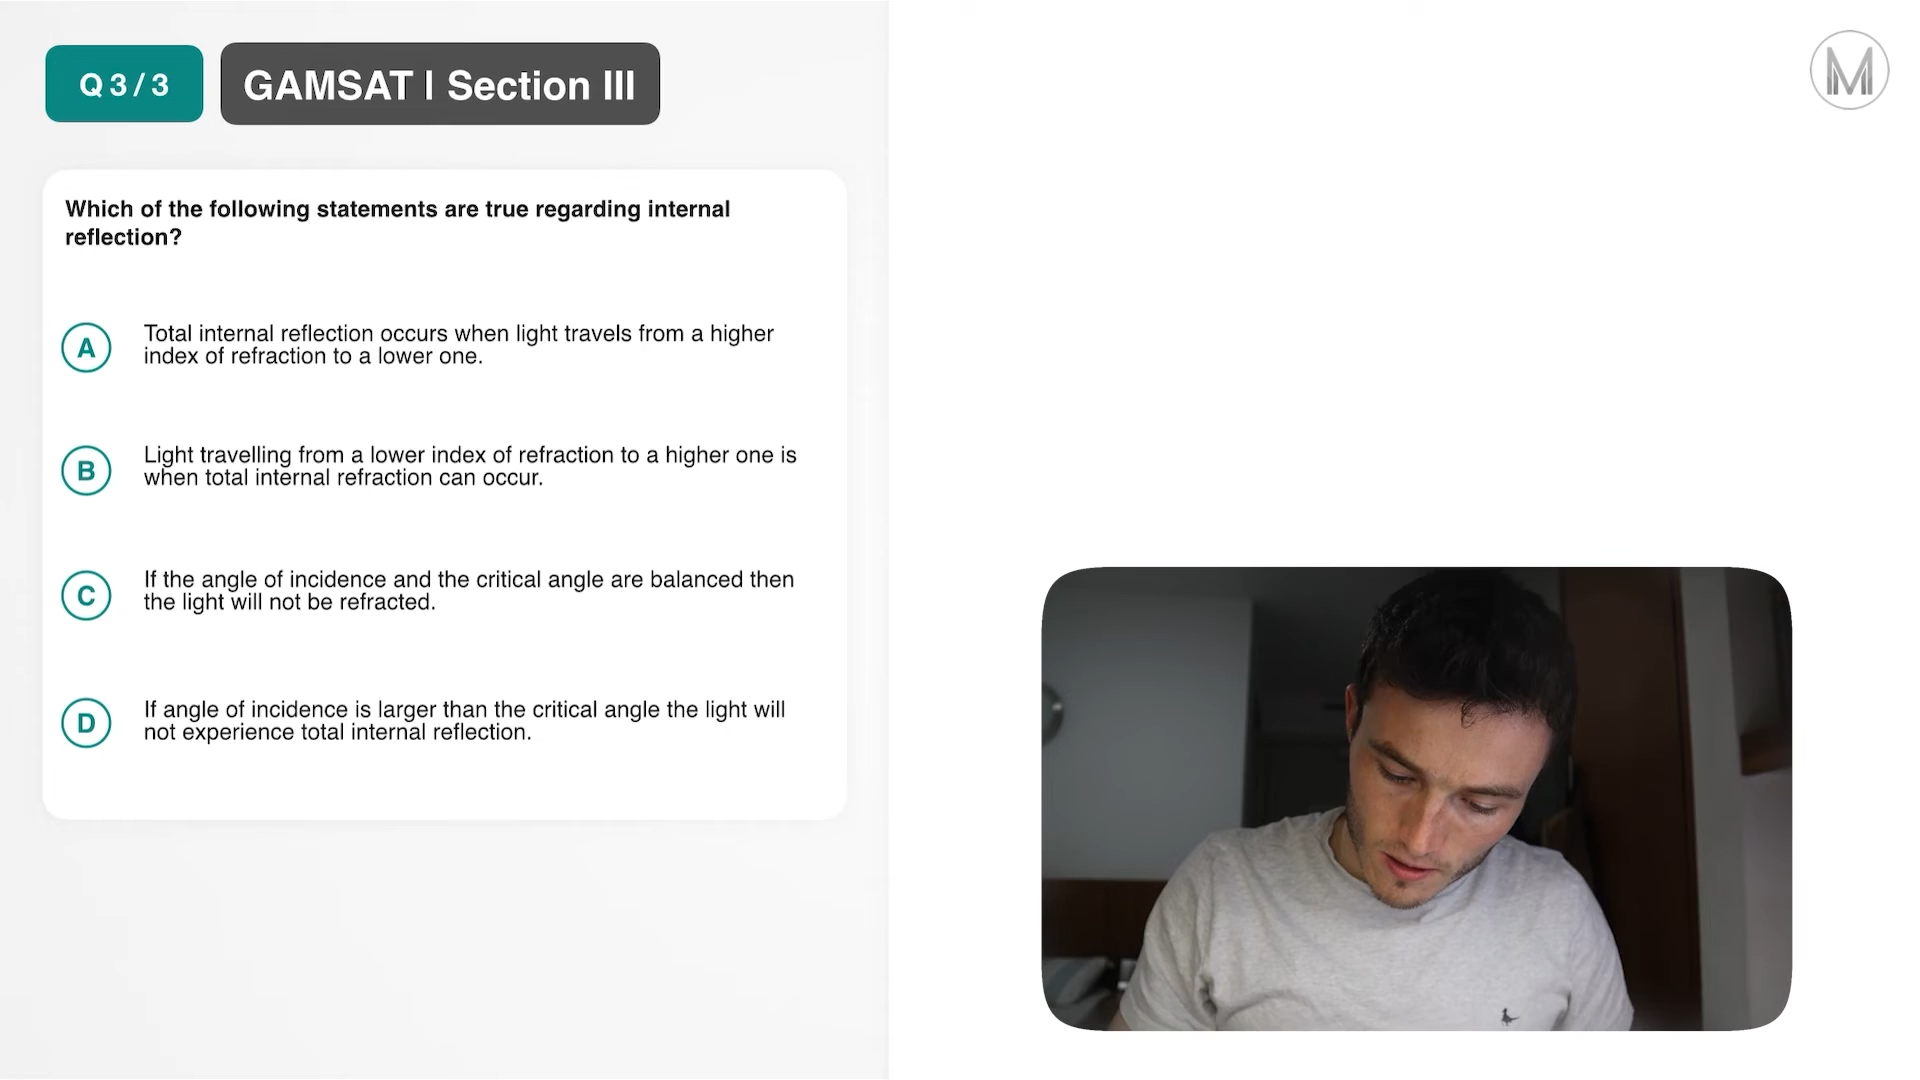 Q 3 / 3
GAMSAT | Section III
Which of the following statements are true regarding internal
reflection?
A
Total internal reflection occurs when light travels from a higher
index of refraction to a lower one.
B
Light travelling from a lower index of refraction to a higher one is
when total internal refraction can occur.
C
If the angle of incidence and the critical angle are balanced then
the light will not be refracted.
D
If angle of incidence is larger than the critical angle the light will
not experience total internal reflection.
M